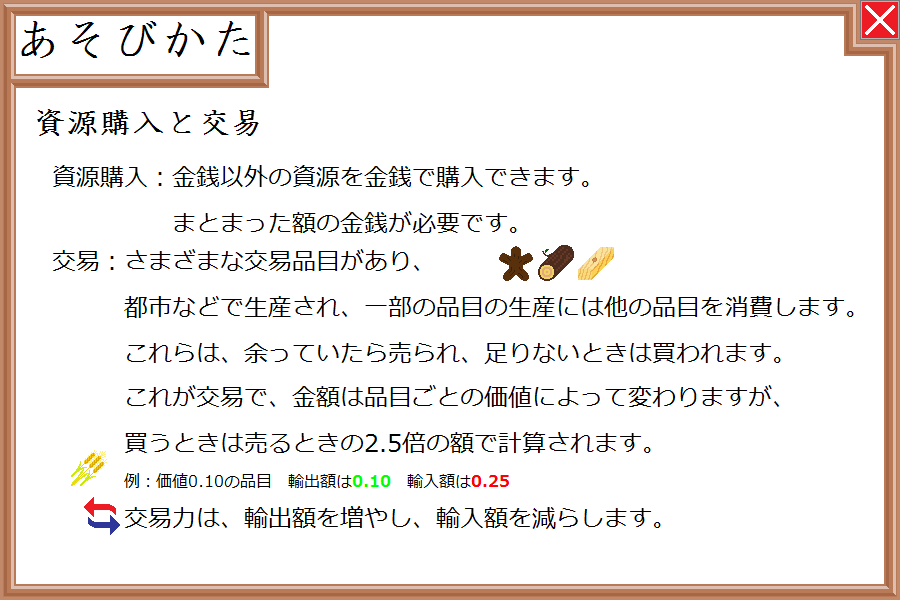 あそびかた
資源購入と交易
資源購入：金銭以外の資源を金銭で購入できます。
まとまった額の金銭が必要です。
交易：さまざまな交易品目があり、
都市などで生産され、一部の品目の生産には他の品目を消費します。
これらは、余っていたら売られ、足りないときは買われます。
これが交易で、金額は品目ごとの価値によって変わりますが、
買うときは売るときの2.5倍の額で計算されます。
例：価値0.10の品目　輸出額は0.10　輸入額は0.25
交易力は、輸出額を増やし、輸入額を減らします。